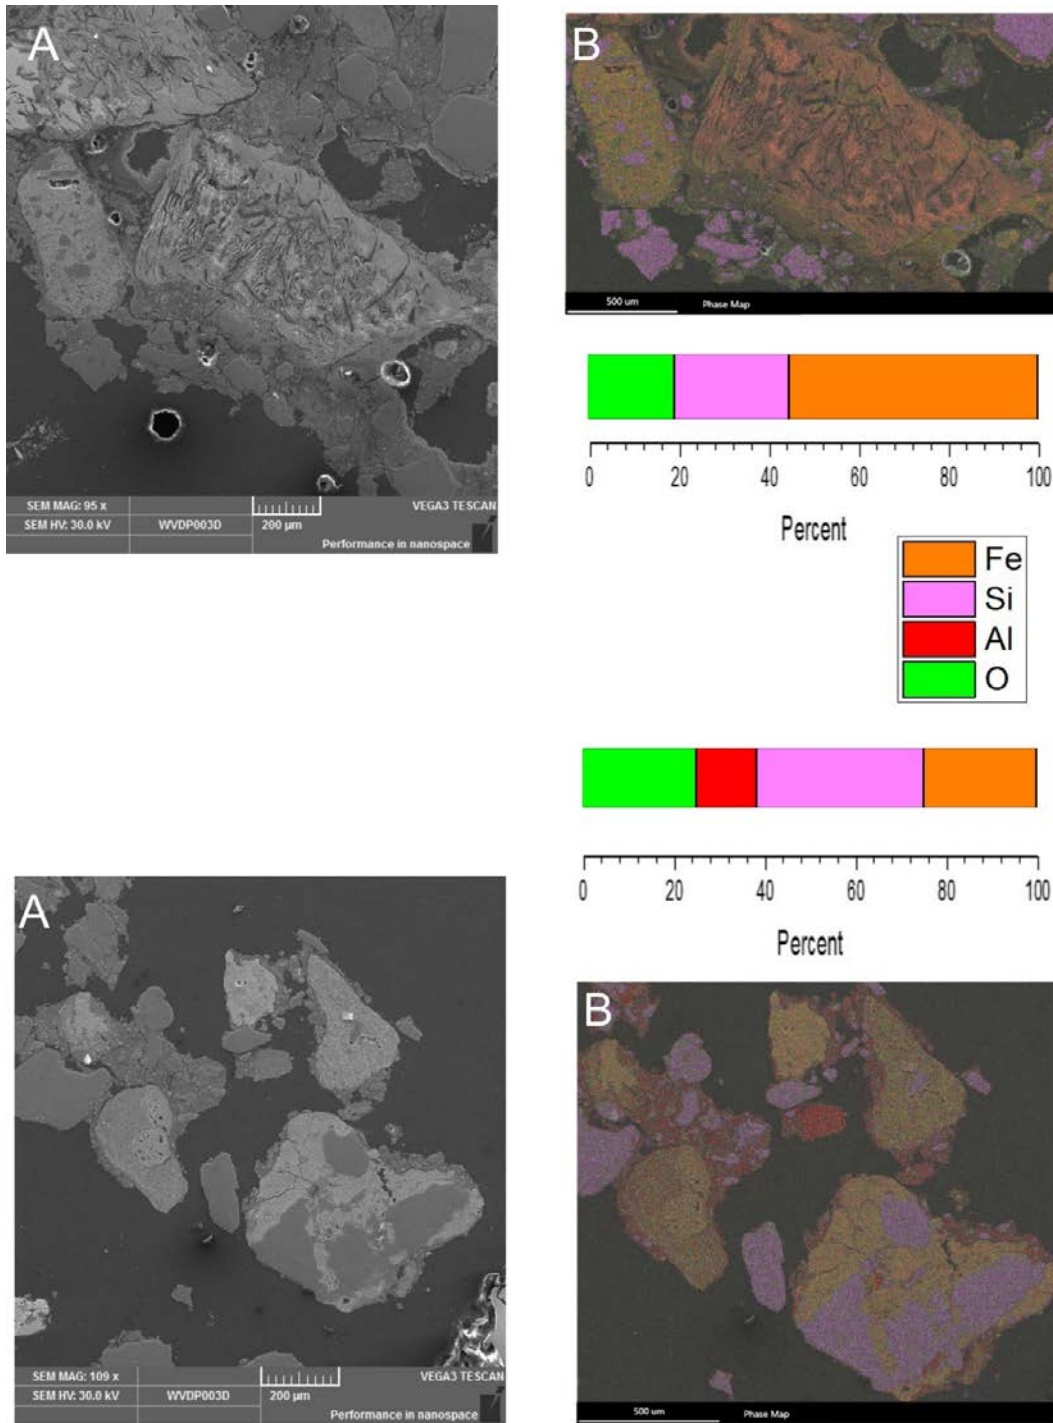 A
SEM MAG: 95 x
VEGA3 TESCAN
SEM HV: 30.0 kV
WVDP003D
200 µm
Performance in nanospace
B
500 um
Phase Map
0 20 40 60 80 100
Percent
Fe
Si
Al
O
0 20 40 60 80 100
Percent
A
SEM MAG: 109 x
VEGA3 TESCAN
SEM HV: 30.0 kV
WVDP003D
200 µm
Performance in nanospace
B
500 um
Phase Map